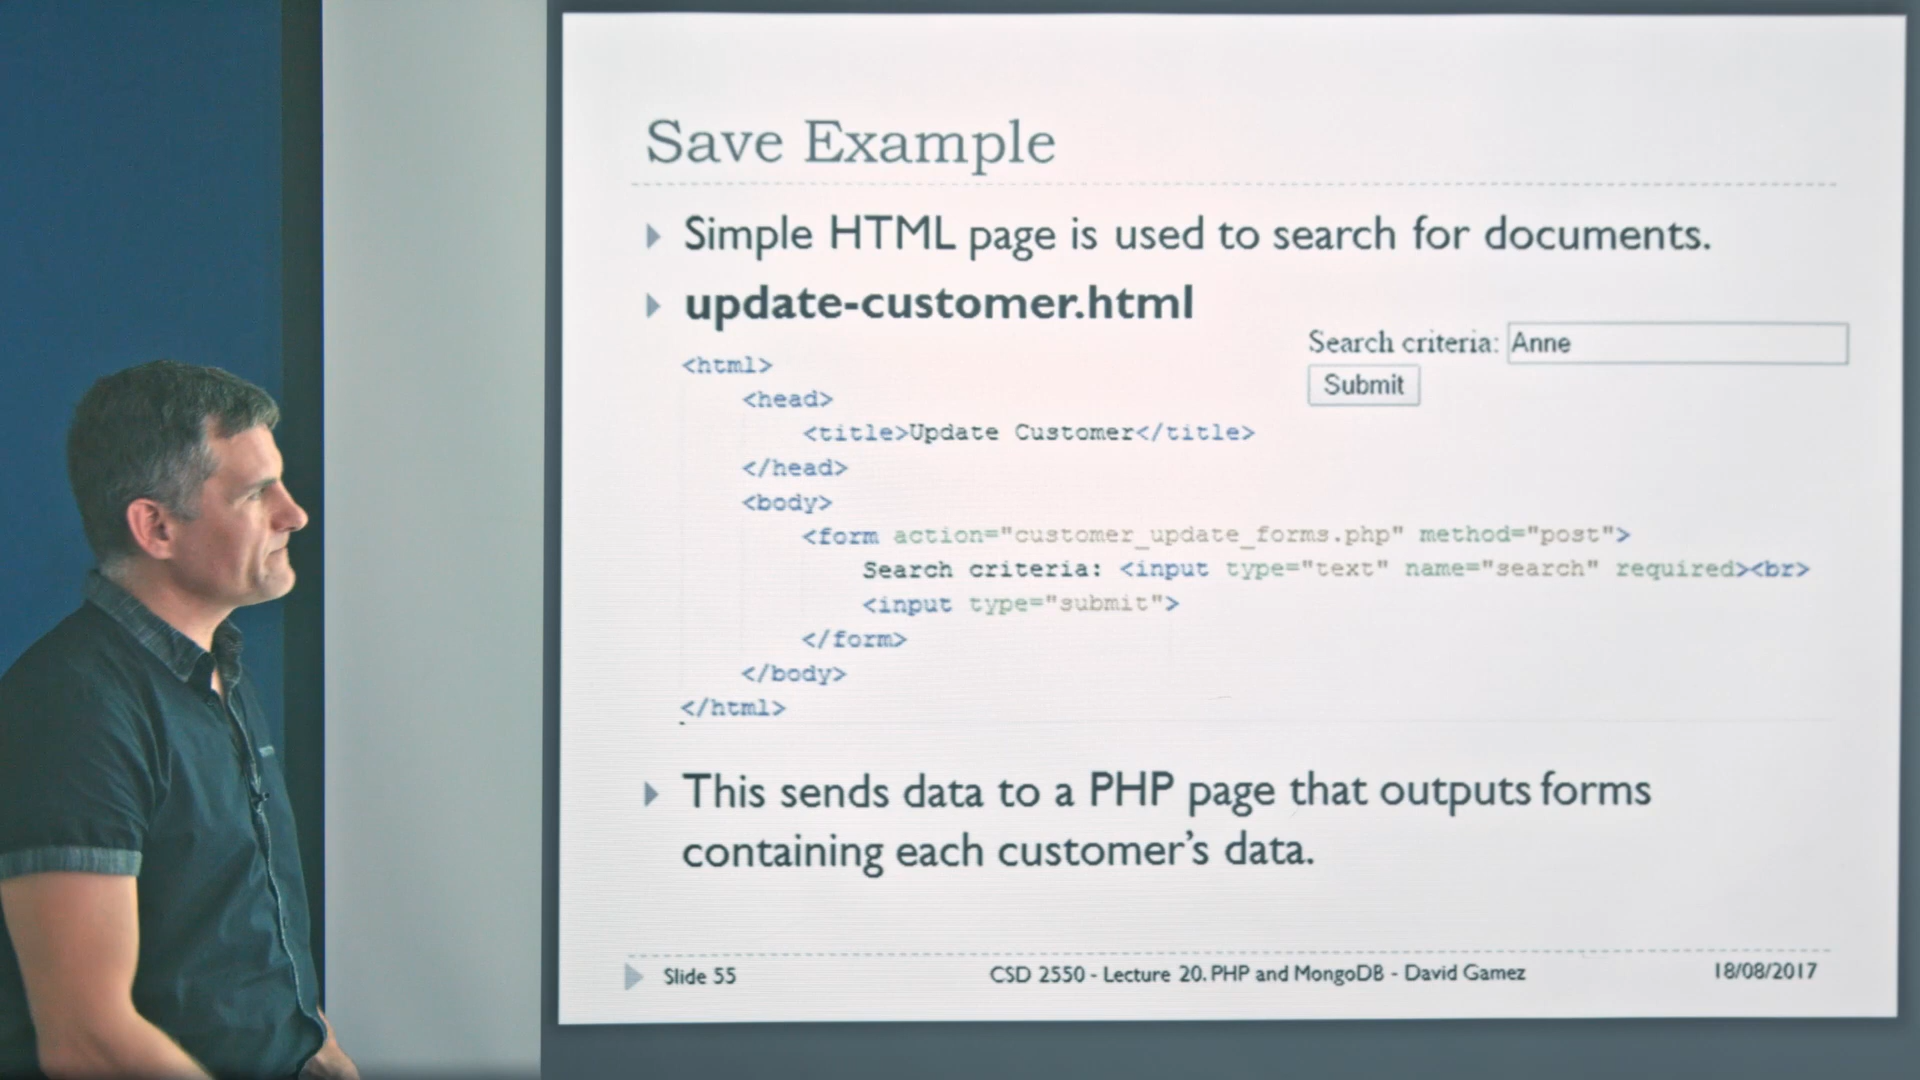 Save Example
Simple HTML page is used to search for documents.
update-customer.html
Search criteria: Anne
Submit
<html>
<head>
<title>Update Customer</title>
</head>
<body>
<form action="customer_update_forms.php" method="post">
Search criteria: <input type="text" name="search" required><br>
<input type="submit">
</form>
</body>
</html>
This sends data to a PHP page that outputs forms
containing each customer's data.
Slide 55
CSD 2550 - Lecture 20. PHP and MongoDB - David Gamez
18/08/2017